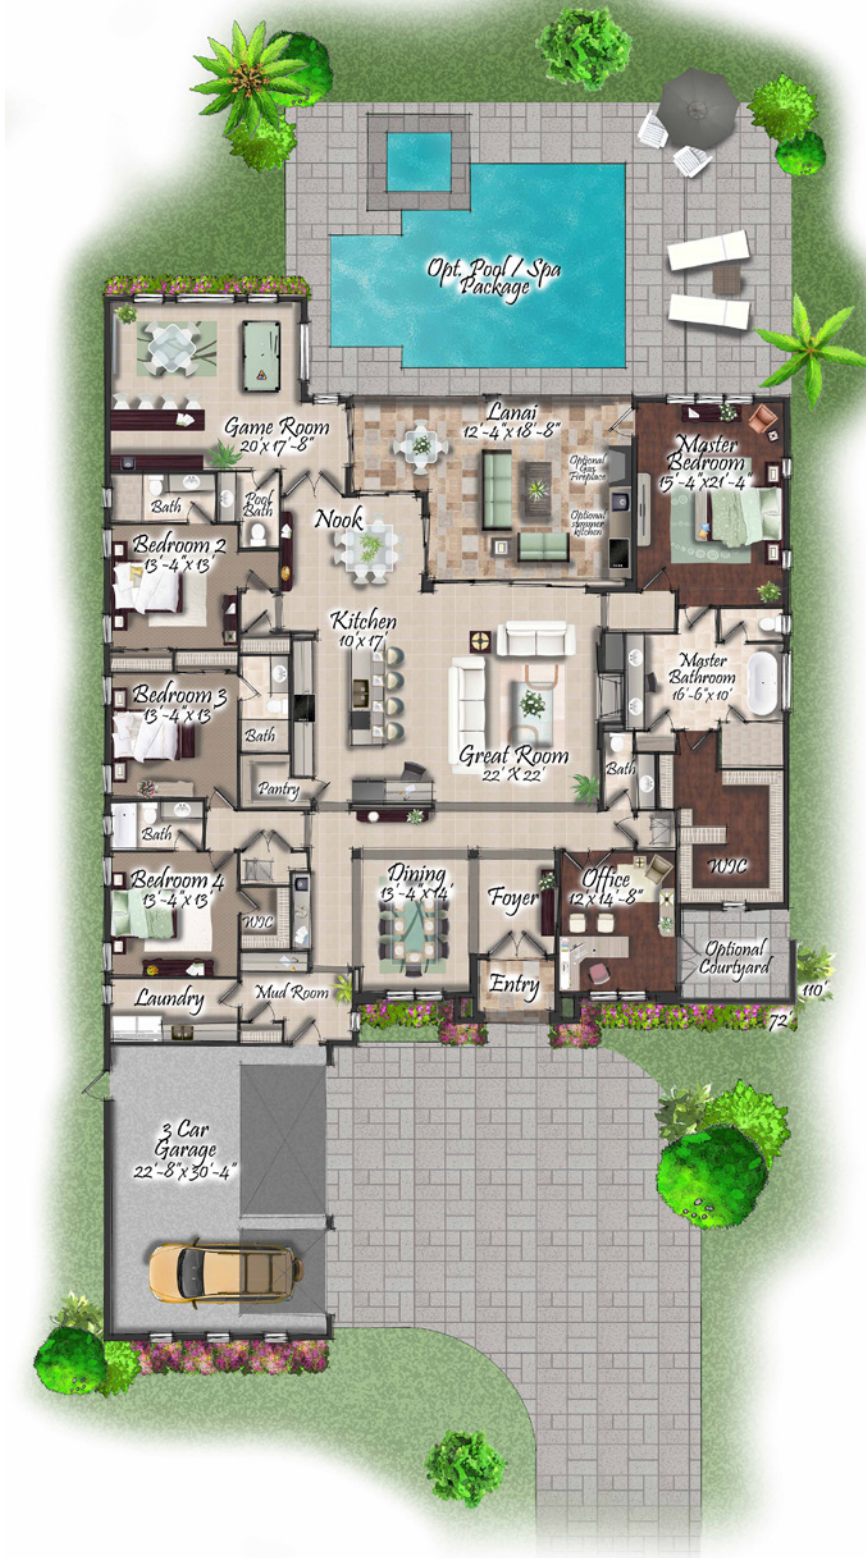 Opt. Pool / Spa
Package
Game Room
20'x 17'-8"
Lanai
12'-4"x 18'-8"
Optional
Gas
Fireplace
Optional
summer
kitchen
Master
Bedroom
15'-4"x21'-4"
Bath
Pool
Bath
Nook
Bedroom 2
13'-4"x 13'
Kitchen
10'x 17'
Master
Bathroom
16'-6"x 10'
Bedroom 3
13'-4"x 13'
Bath
Great Room
22' X 22'
Bath
Pantry
Bath
WIC
Bedroom 4
13'-4"x 13'
WIC
Dining
13'-4"x 14'
Foyer
Office
12'x 14'-8"
Optional
Courtyard
Laundry
Mud Room
Entry
110'
72'
3 Car
Garage
22'-8"x 30'-4"